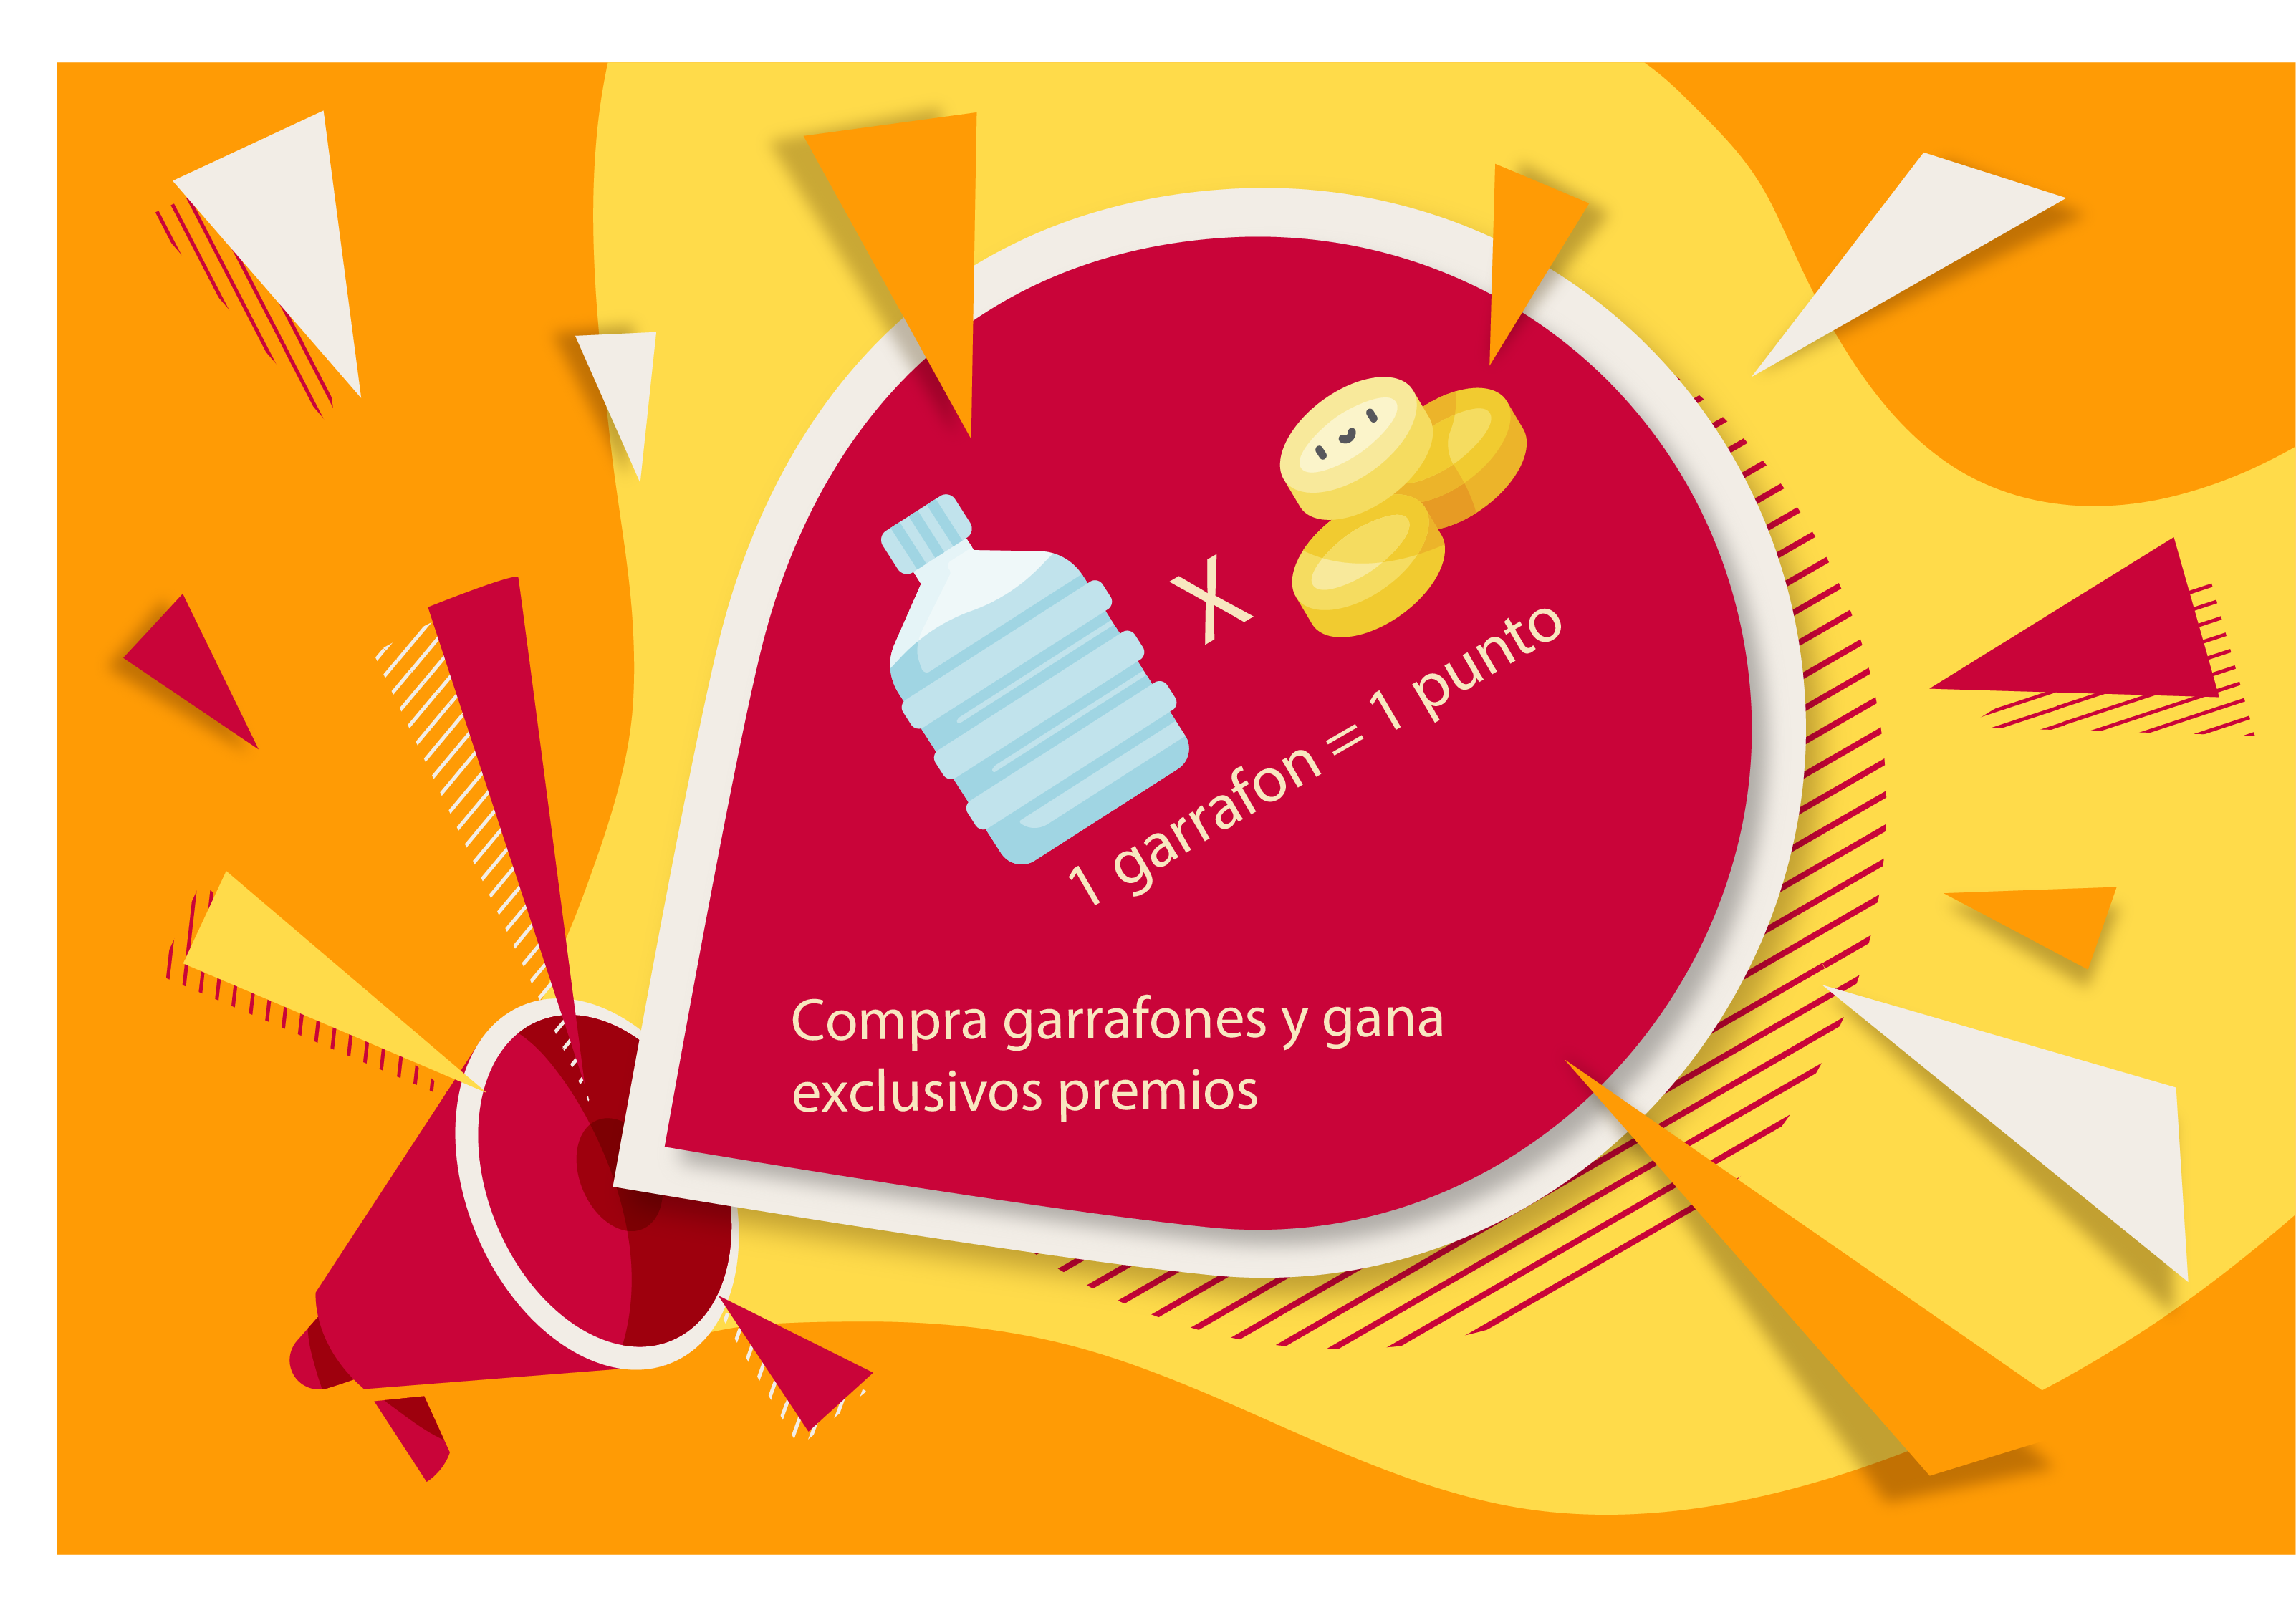 X
1 garrafon = 1 punto
Compra garrafones y gana
exclusivos premios